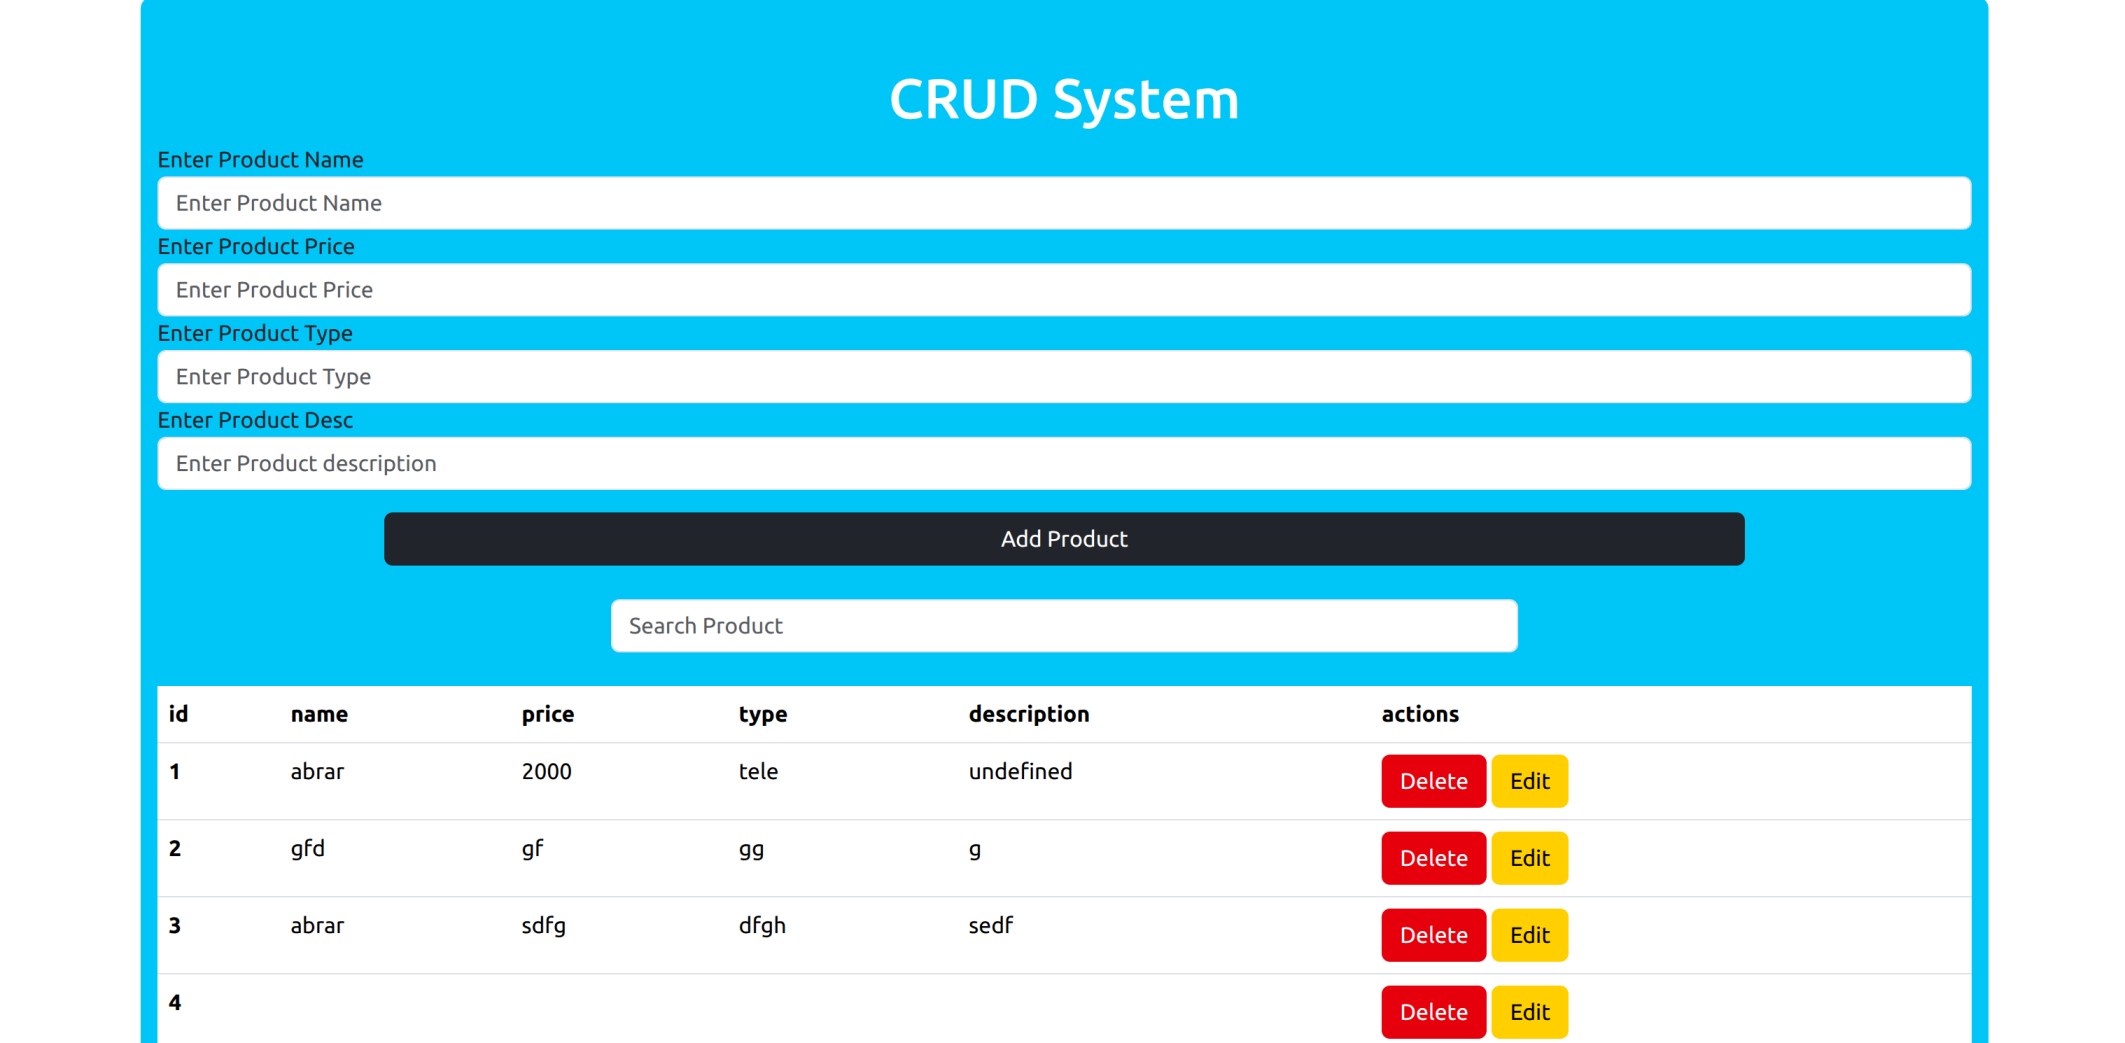 CRUD System
Enter Product Name
Enter Product Name
Enter Product Price
Enter Product Price
Enter Product Type
Enter Product Type
Enter Product Desc
Enter Product description
Add Product
Search Product
id name price type description actions
1 abrar 2000 tele undefined Delete Edit
2 gfd gf gg g Delete Edit
3 abrar sdfg dfgh sedf Delete Edit
4 Delete Edit